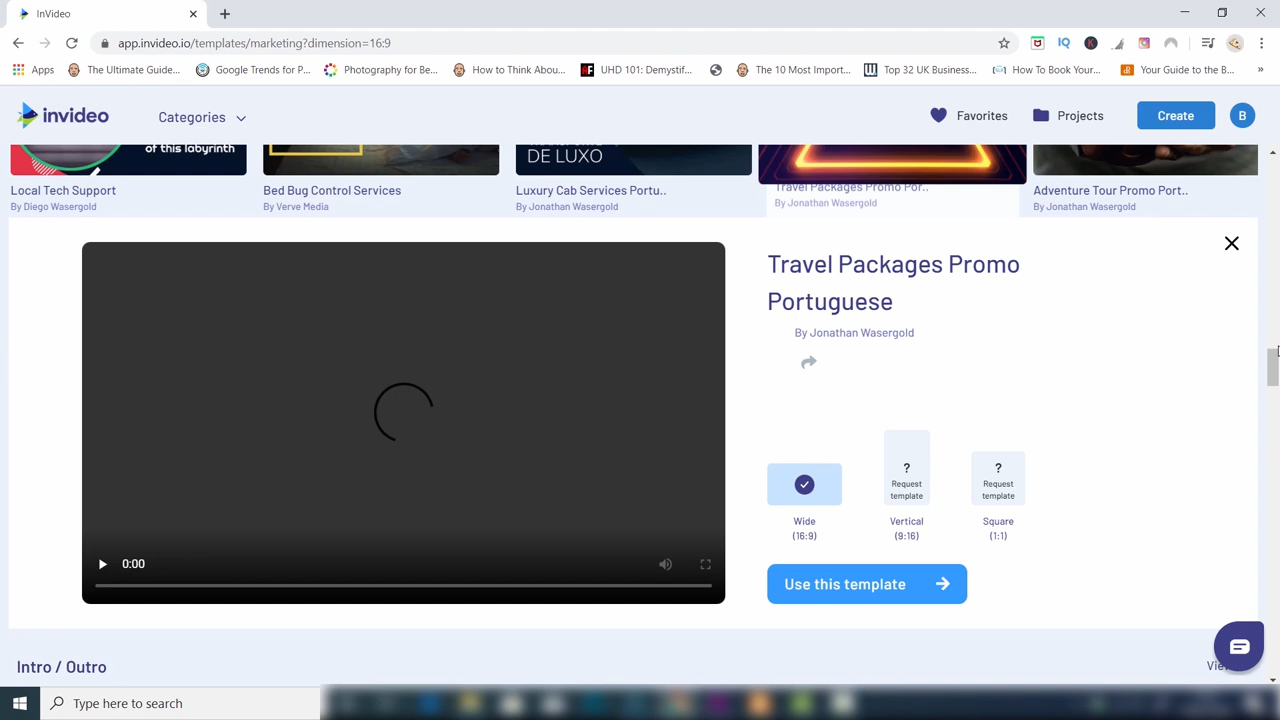 InVideo
app.invideo.io/templates/marketing?dimension=16:9
Apps
The Ultimate Guide...
Google Trends for P...
Photography for Be...
How to Think Abou...
UHD 101: Demystif...
The 10 Most Import...
Top 32 UK Business...
How To Book Your...
Your Guide to the B...
invideo
Categories
Favorites
Projects
Create
B
of this labyrinth
DE LUXO
Local Tech Support
By Diego Wasergold
Bed Bug Control Services
By Verve Media
Luxury Cab Services Portu..
By Jonathan Wasergold
Travel Packages Promo Por..
By Jonathan Wasergold
Adventure Tour Promo Port..
By Jonathan Wasergold
Travel Packages Promo
Portuguese
By Jonathan Wasergold
?
Request
template
?
Request
template
Wide
(16:9)
Vertical
(9:16)
Square
(1:1)
0:00
Use this template
Intro / Outro
Type here to search